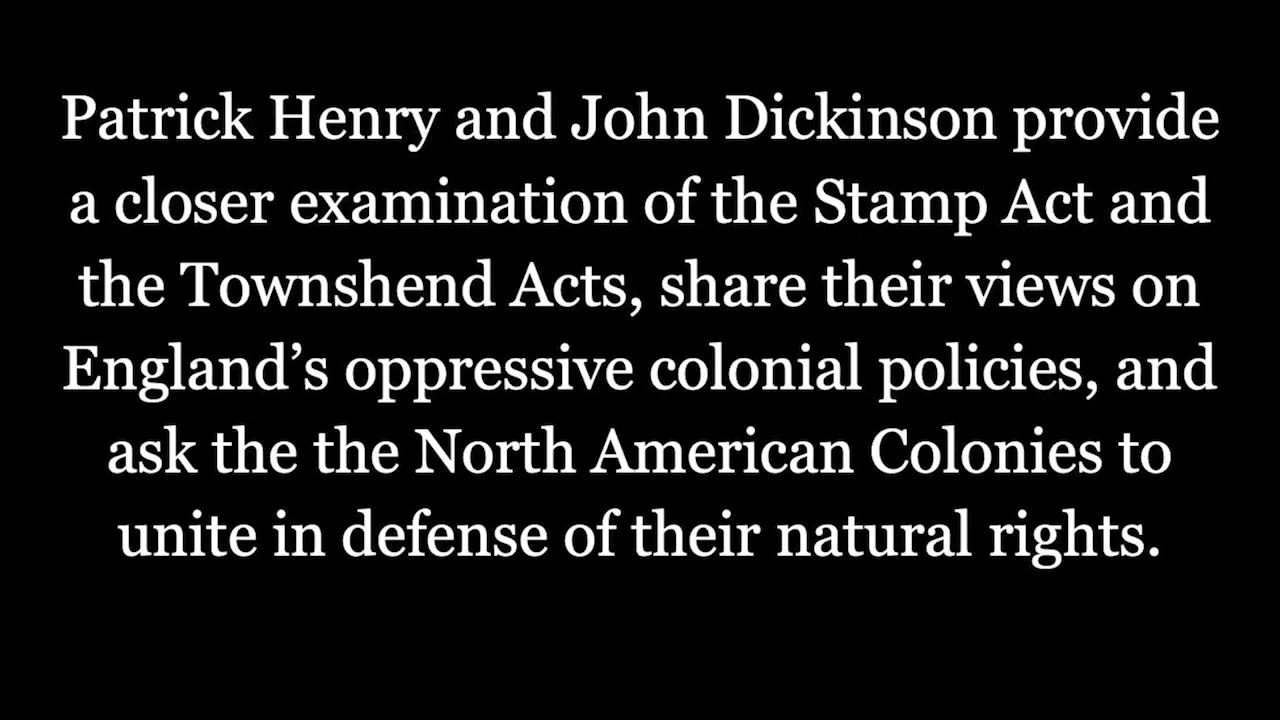 Patrick Henry and John Dickinson provide
a closer examination of the Stamp Act and
the Townshend Acts, share their views on
England’s oppressive colonial policies, and
ask the the North American Colonies to
unite in defense of their natural rights.